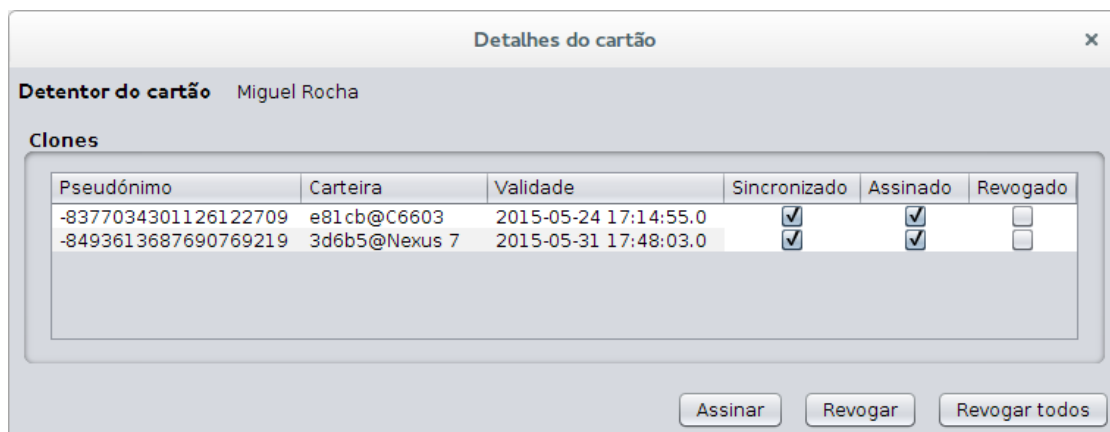 Detalhes do cartão ×
Detentor do cartão Miguel Rocha
Clones
Pseudónimo Carteira Validade Sincronizado Assinado Revogado
-8377034301126122709 e81cb@C6603 2015-05-24 17:14:55.0
-8493613687690769219 3d6b5@Nexus 7 2015-05-31 17:48:03.0
Assinar Revogar Revogar todos